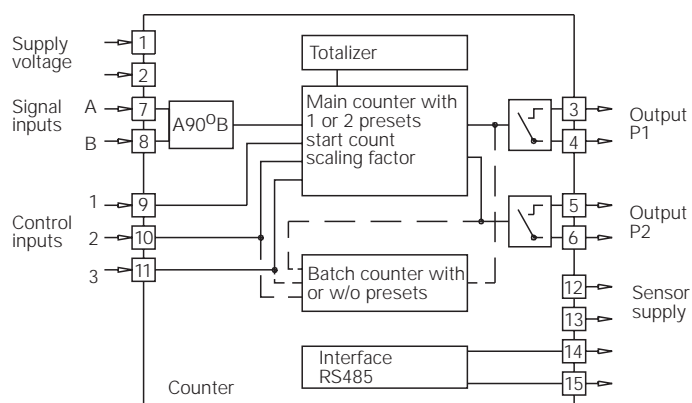 Supply
voltage
1
2
Signal
inputs
A
B
7
8
A90ºB
Totalizer
Main counter with
1 or 2 presets
start count
scaling factor
3
4
Output
P1
Control
inputs
1
2
3
9
10
11
5
6
Output
P2
Batch counter with
or w/o presets
12
13
Sensor
supply
Interface
RS485
14
15
Counter